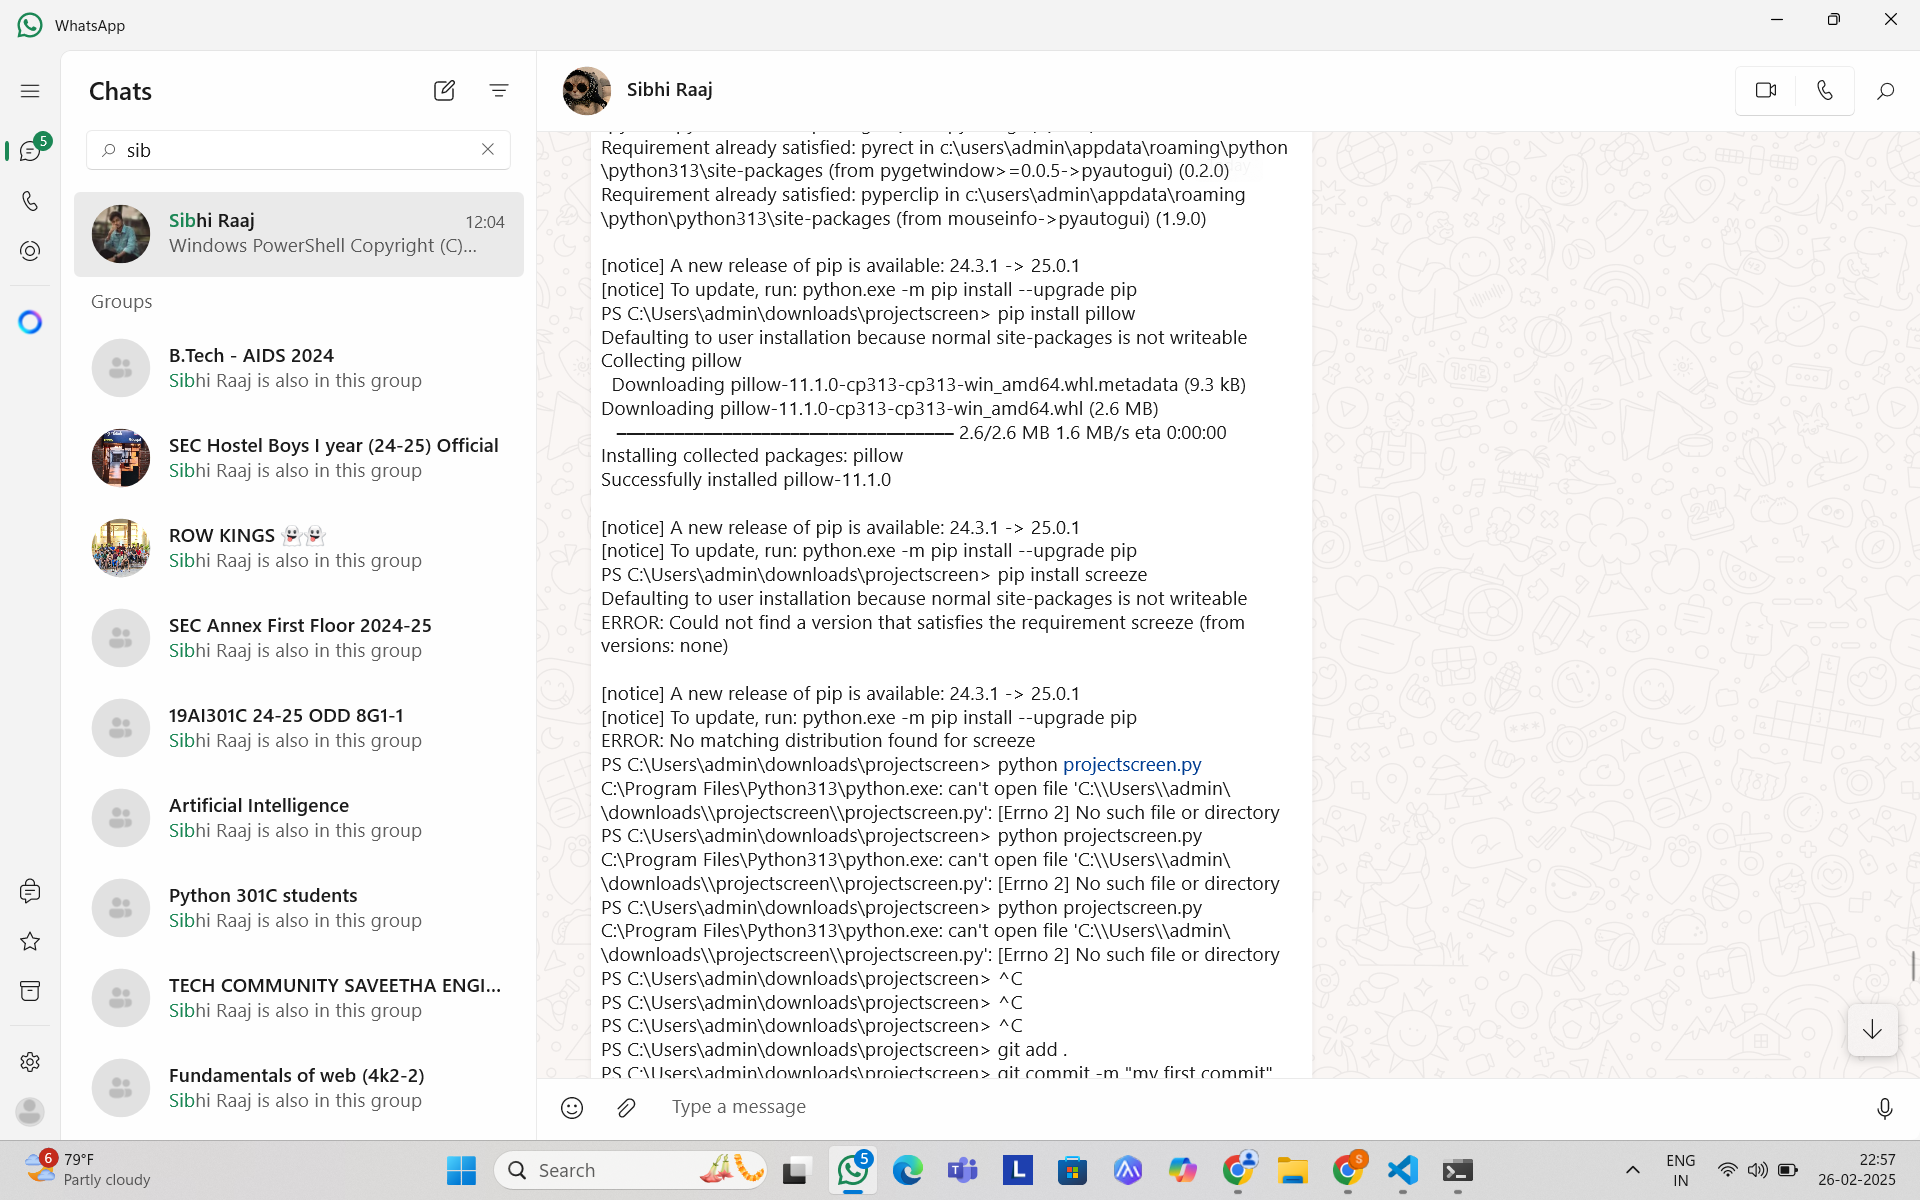 WhatsApp
5
Chats
sib
Sibhi Raaj
12:04
Windows PowerShell Copyright (C)...
Groups
B.Tech - AIDS 2024
Sibhi Raaj is also in this group
SEC Hostel Boys I year (24-25) Official
Sibhi Raaj is also in this group
ROW KINGS 👻👻
Sibhi Raaj is also in this group
SEC Annex First Floor 2024-25
Sibhi Raaj is also in this group
19AI301C 24-25 ODD 8G1-1
Sibhi Raaj is also in this group
Artificial Intelligence
Sibhi Raaj is also in this group
Python 301C students
Sibhi Raaj is also in this group
TECH COMMUNITY SAVEETHA ENGI...
Sibhi Raaj is also in this group
Fundamentals of web (4k2-2)
Sibhi Raaj is also in this group
Sibhi Raaj
Requirement already satisfied: pyrect in c:\users\admin\appdata\roaming\python
\python313\site-packages (from pygetwindow>=0.0.5->pyautogui) (0.2.0)
Requirement already satisfied: pyperclip in c:\users\admin\appdata\roaming
\python\python313\site-packages (from mouseinfo->pyautogui) (1.9.0)
[notice] A new release of pip is available: 24.3.1 -> 25.0.1
[notice] To update, run: python.exe -m pip install --upgrade pip
PS C:\Users\admin\downloads\projectscreen> pip install pillow
Defaulting to user installation because normal site-packages is not writeable
Collecting pillow
Downloading pillow-11.1.0-cp313-cp313-win_amd64.whl.metadata (9.3 kB)
Downloading pillow-11.1.0-cp313-cp313-win_amd64.whl (2.6 MB)
━━━━━━━━━━━━━━━━━━━━━━━━━━━━━━━━━━━━━━━━ 2.6/2.6 MB 1.6 MB/s eta 0:00:00
Installing collected packages: pillow
Successfully installed pillow-11.1.0
[notice] A new release of pip is available: 24.3.1 -> 25.0.1
[notice] To update, run: python.exe -m pip install --upgrade pip
PS C:\Users\admin\downloads\projectscreen> pip install screeze
Defaulting to user installation because normal site-packages is not writeable
ERROR: Could not find a version that satisfies the requirement screeze (from
versions: none)
[notice] A new release of pip is available: 24.3.1 -> 25.0.1
[notice] To update, run: python.exe -m pip install --upgrade pip
ERROR: No matching distribution found for screeze
PS C:\Users\admin\downloads\projectscreen> python projectscreen.py
C:\Program Files\Python313\python.exe: can't open file 'C:\\Users\\admin\
\downloads\\projectscreen\\projectscreen.py': [Errno 2] No such file or directory
PS C:\Users\admin\downloads\projectscreen> python projectscreen.py
C:\Program Files\Python313\python.exe: can't open file 'C:\\Users\\admin\
\downloads\\projectscreen\\projectscreen.py': [Errno 2] No such file or directory
PS C:\Users\admin\downloads\projectscreen> python projectscreen.py
C:\Program Files\Python313\python.exe: can't open file 'C:\\Users\\admin\
\downloads\\projectscreen\\projectscreen.py': [Errno 2] No such file or directory
PS C:\Users\admin\downloads\projectscreen> ^C
PS C:\Users\admin\downloads\projectscreen> ^C
PS C:\Users\admin\downloads\projectscreen> ^C
PS C:\Users\admin\downloads\projectscreen> git add .
PS C:\Users\admin\downloads\projectscreen> git commit -m "my first commit"
Type a message
6
79°F
Partly cloudy
Search
5
L
S
ENG
IN
22:57
26-02-2025